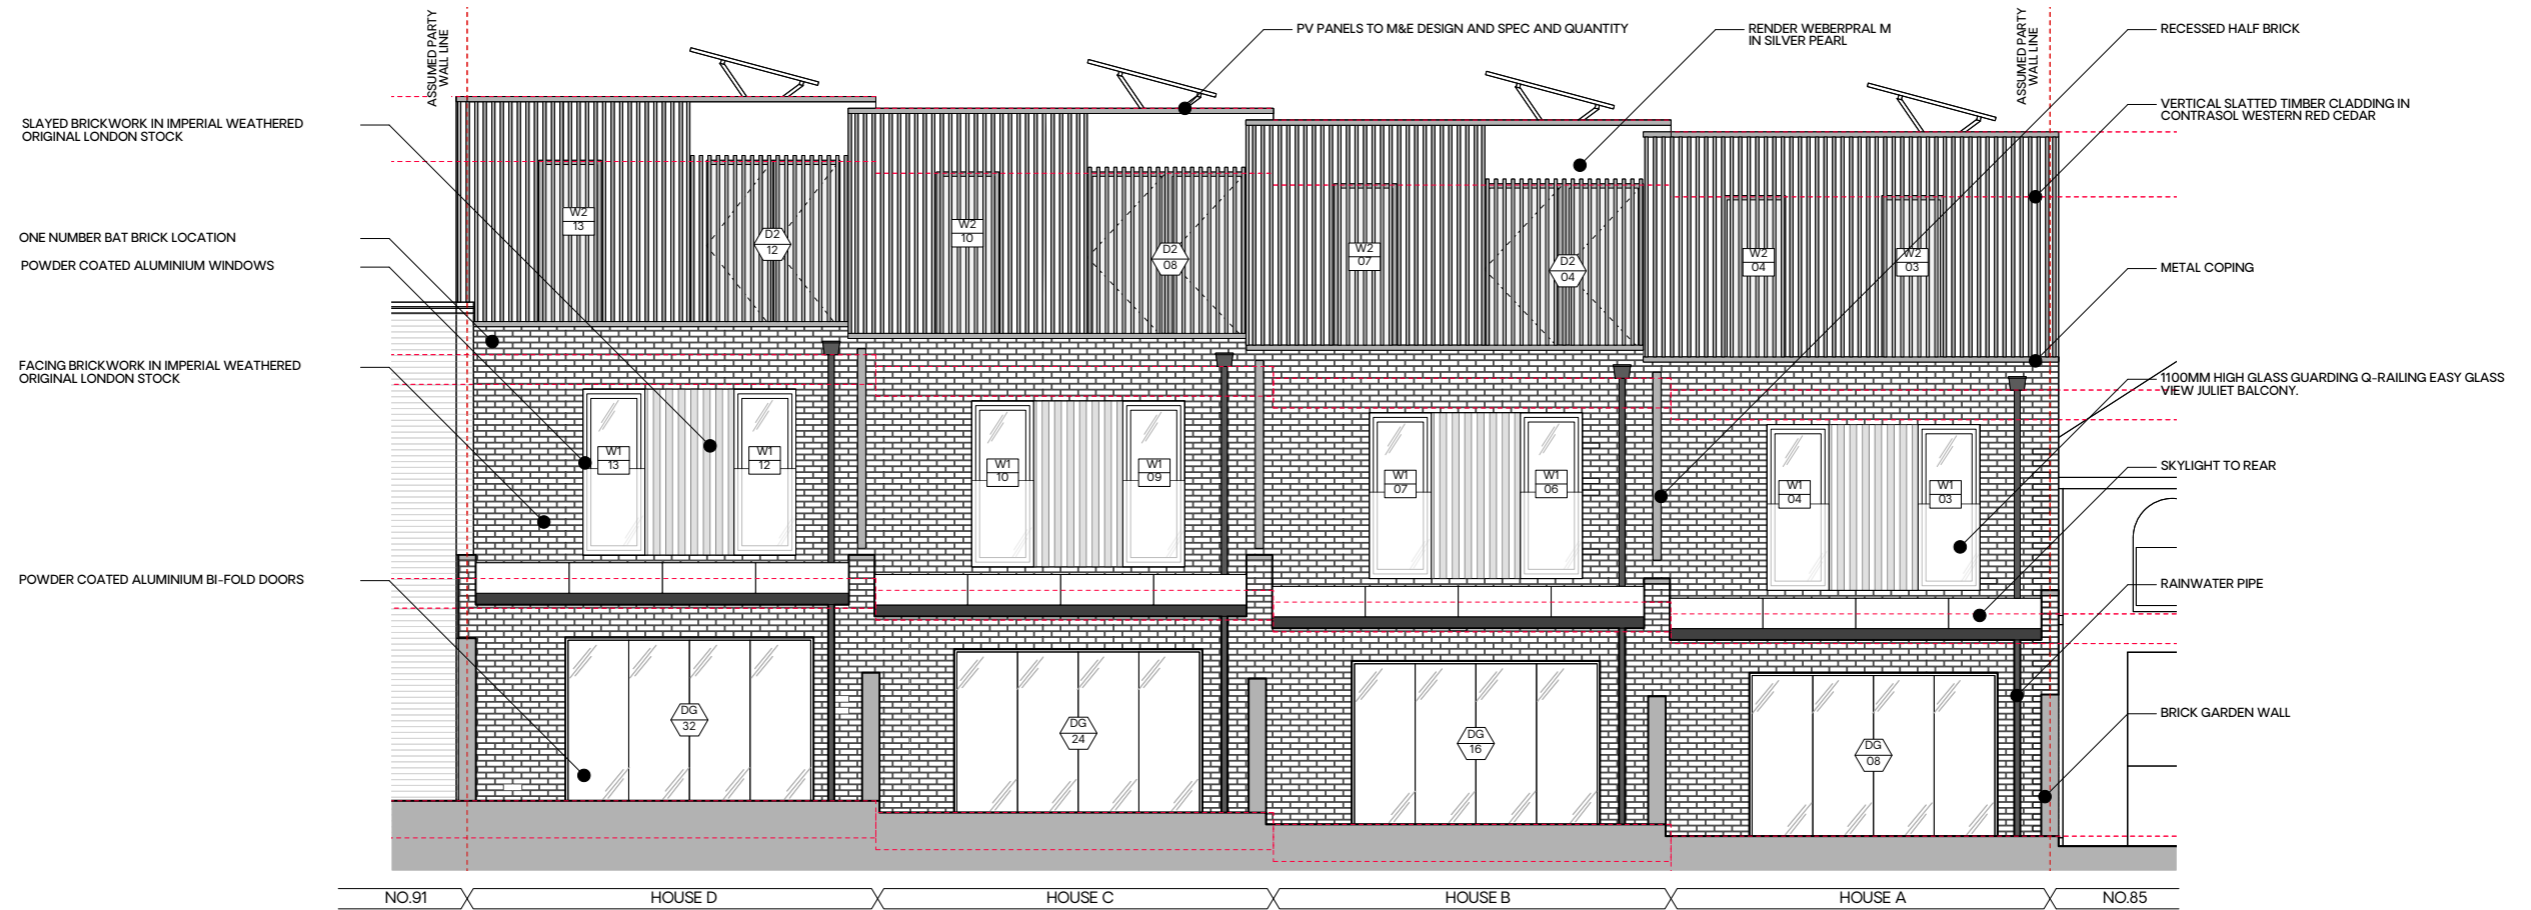 ASSUMED PARTY
WALL LINE
PV PANELS TO M&E DESIGN AND SPEC AND QUANTITY
RENDER WEBERPRAL M
IN SILVER PEARL
ASSUMED PARTY
WALL LINE
RECESSED HALF BRICK
SLAYED BRICKWORK IN IMPERIAL WEATHERED
ORIGINAL LONDON STOCK
VERTICAL SLATTED TIMBER CLADDING IN
CONTRASOL WESTERN RED CEDAR
ONE NUMBER BAT BRICK LOCATION
POWDER COATED ALUMINIUM WINDOWS
METAL COPING
FACING BRICKWORK IN IMPERIAL WEATHERED
ORIGINAL LONDON STOCK
1100MM HIGH GLASS GUARDING Q-RAILING EASY GLASS
VIEW JULIET BALCONY.
SKYLIGHT TO REAR
POWDER COATED ALUMINIUM BI-FOLD DOORS
RAINWATER PIPE
BRICK GARDEN WALL
W2
13
D2
12
W2
10
D2
08
W2
07
D2
04
W2
04
W2
03
W1
13
W1
12
W1
10
W1
09
W1
07
W1
06
W1
04
W1
03
DG
32
DG
24
DG
16
DG
08
NO.91
HOUSE D
HOUSE C
HOUSE B
HOUSE A
NO.85